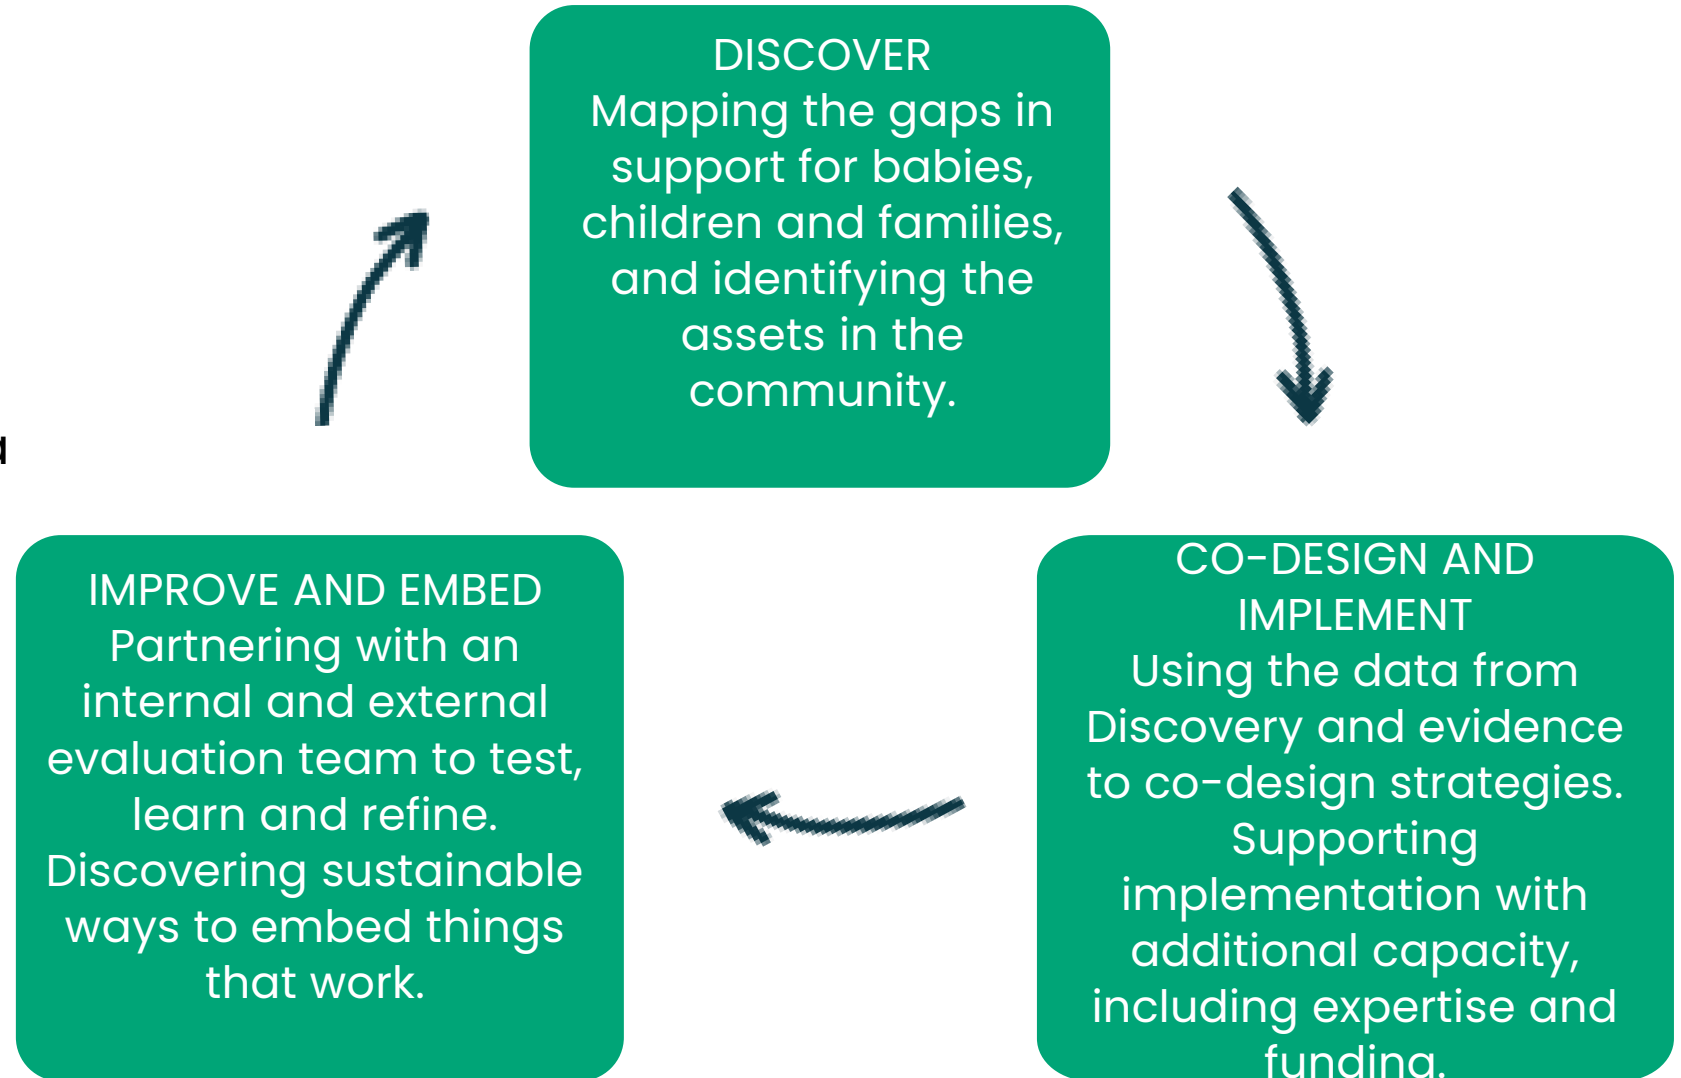 DISCOVER
Mapping the gaps in
support for babies,
children and families,
and identifying the
assets in the
community.
CO-DESIGN AND
IMPLEMENT
Using the data from
Discovery and evidence
to co-design strategies.
Supporting
implementation with
additional capacity,
including expertise and
funding.
IMPROVE AND EMBED
Partnering with an
internal and external
evaluation team to test,
learn and refine.
Discovering sustainable
ways to embed things
that work.